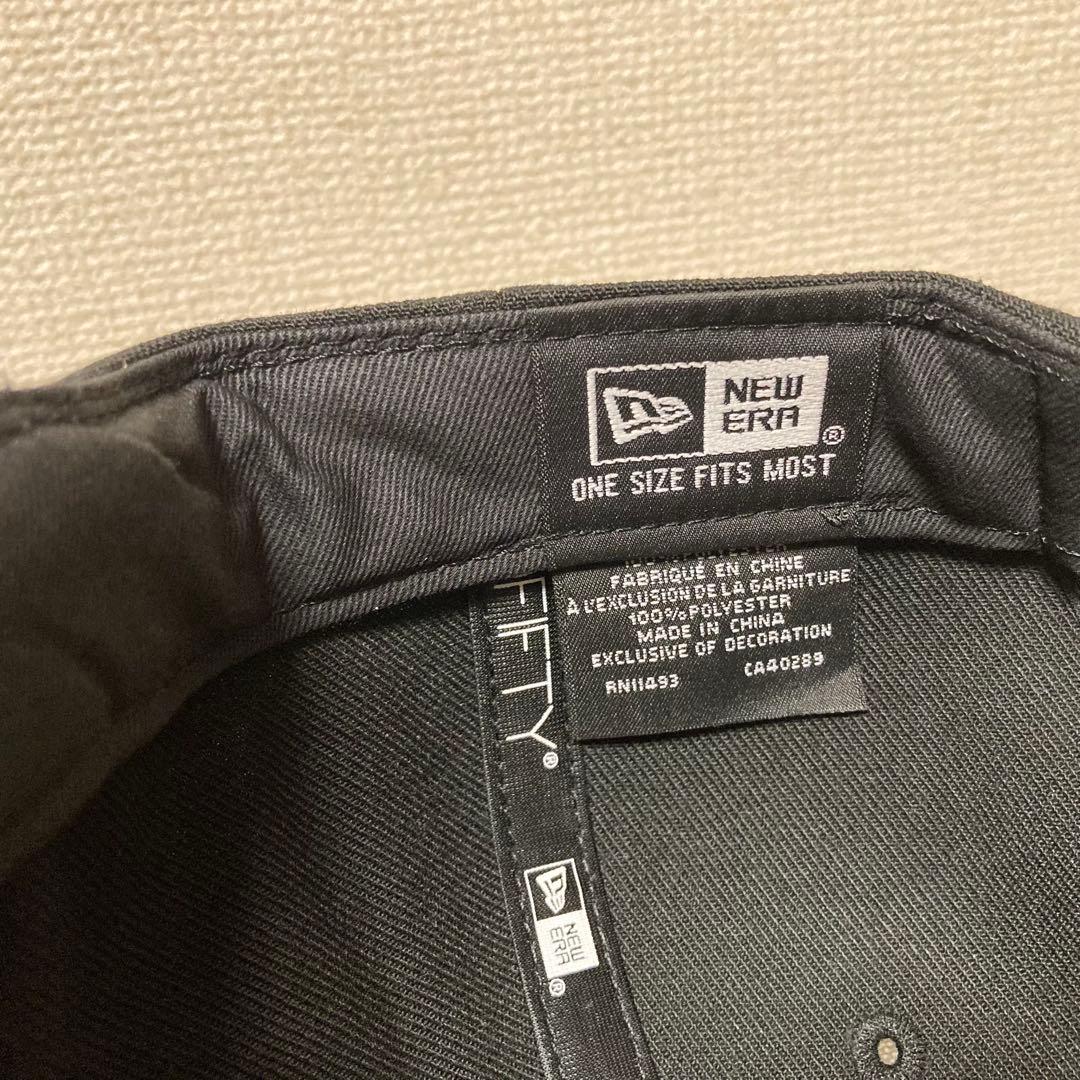 NEW
ERA
®
ONE SIZE FITS MOST
FABRIQUÉ EN CHINE
À L'EXCLUSION DE LA GARNITURE
100% POLYESTER
MADE IN CHINA
EXCLUSIVE OF DECORATION
RN11493 CA40289
FIFTY®
NEW
ERA
®